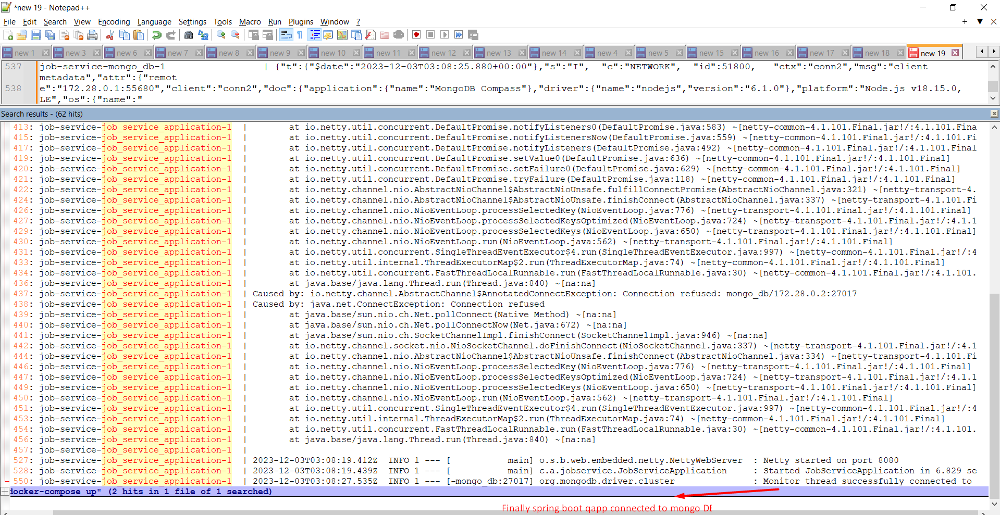 *new 19 - Notepad++
File Edit Search View Encoding Language Settings Tools Macro Run Plugins Window ?
new 1 new 3 new 6 new 7 new 8 new 9 new 10 new 11 new 12 new 13 new 14 new 4 new 5 new 15 new 16 new 17 new 18 new 19
537 job-service-mongo_db-1 | {"t":{"$date":"2023-12-03T03:08:25.880+00:00"},"s":"I", "c":"NETWORK", "id":51800, "ctx":"conn2","msg":"client
metadata","attr":{"remot
538 e":"172.28.0.1:55680","client":"conn2","doc":{"application":{"name":"MongoDB Compass"},"driver":{"name":"nodejs","version":"6.1.0"},"platform":"Node.js v18.15.0,
LE","os":{"name":"
Search results - (62 hits)
413: job-service-job_service_application-1 | at io.netty.util.concurrent.DefaultPromise.notifyListeners0(DefaultPromise.java:583) ~[netty-common-4.1.101.Final.jar!/:4.1.101.Fina
415: job-service-job_service_application-1 | at io.netty.util.concurrent.DefaultPromise.notifyListenersNow(DefaultPromise.java:559) ~[netty-common-4.1.101.Final.jar!/:4.1.101.Fi
417: job-service-job_service_application-1 | at io.netty.util.concurrent.DefaultPromise.notifyListeners(DefaultPromise.java:492) ~[netty-common-4.1.101.Final.jar!/:4.1.101.Final
419: job-service-job_service_application-1 | at io.netty.util.concurrent.DefaultPromise.setValue0(DefaultPromise.java:636) ~[netty-common-4.1.101.Final.jar!/:4.1.101.Final]
420: job-service-job_service_application-1 | at io.netty.util.concurrent.DefaultPromise.setFailure0(DefaultPromise.java:629) ~[netty-common-4.1.101.Final.jar!/:4.1.101.Final]
421: job-service-job_service_application-1 | at io.netty.util.concurrent.DefaultPromise.tryFailure(DefaultPromise.java:118) ~[netty-common-4.1.101.Final.jar!/:4.1.101.Final]
422: job-service-job_service_application-1 | at io.netty.channel.nio.AbstractNioChannel$AbstractNioUnsafe.fulfillConnectPromise(AbstractNioChannel.java:321) ~[netty-transport-4.
424: job-service-job_service_application-1 | at io.netty.channel.nio.AbstractNioChannel$AbstractNioUnsafe.finishConnect(AbstractNioChannel.java:337) ~[netty-transport-4.1.101.Fi
426: job-service-job_service_application-1 | at io.netty.channel.nio.NioEventLoop.processSelectedKey(NioEventLoop.java:776) ~[netty-transport-4.1.101.Final.jar!/:4.1.101.Final]
427: job-service-job_service_application-1 | at io.netty.channel.nio.NioEventLoop.processSelectedKeysOptimized(NioEventLoop.java:724) ~[netty-transport-4.1.101.Final.jar!/:4.1.1
429: job-service-job_service_application-1 | at io.netty.channel.nio.NioEventLoop.processSelectedKeys(NioEventLoop.java:650) ~[netty-transport-4.1.101.Final.jar!/:4.1.101.Final]
430: job-service-job_service_application-1 | at io.netty.channel.nio.NioEventLoop.run(NioEventLoop.java:562) ~[netty-transport-4.1.101.Final.jar!/:4.1.101.Final]
431: job-service-job_service_application-1 | at io.netty.util.concurrent.SingleThreadEventExecutor$4.run(SingleThreadEventExecutor.java:997) ~[netty-common-4.1.101.Final.jar!/:4
433: job-service-job_service_application-1 | at io.netty.util.internal.ThreadExecutorMap$2.run(ThreadExecutorMap.java:74) ~[netty-common-4.1.101.Final.jar!/:4.1.101.Final]
434: job-service-job_service_application-1 | at io.netty.util.concurrent.FastThreadLocalRunnable.run(FastThreadLocalRunnable.java:30) ~[netty-common-4.1.101.Final.jar!/:4.1.101.
436: job-service-job_service_application-1 | at java.base/java.lang.Thread.run(Thread.java:840) ~[na:na]
437: job-service-job_service_application-1 | Caused by: io.netty.channel.AbstractChannel$AnnotatedConnectException: Connection refused: mongo_db/172.28.0.2:27017
438: job-service-job_service_application-1 | Caused by: java.net.ConnectException: Connection refused
439: job-service-job_service_application-1 | at java.base/sun.nio.ch.Net.pollConnect(Native Method) ~[na:na]
440: job-service-job_service_application-1 | at java.base/sun.nio.ch.Net.pollConnectNow(Net.java:672) ~[na:na]
441: job-service-job_service_application-1 | at java.base/sun.nio.ch.SocketChannelImpl.finishConnect(SocketChannelImpl.java:946) ~[na:na]
442: job-service-job_service_application-1 | at io.netty.channel.socket.nio.NioSocketChannel.doFinishConnect(NioSocketChannel.java:337) ~[netty-transport-4.1.101.Final.jar!/:4.1
444: job-service-job_service_application-1 | at io.netty.channel.nio.AbstractNioChannel$AbstractNioUnsafe.finishConnect(AbstractNioChannel.java:334) ~[netty-transport-4.1.101.Fi
446: job-service-job_service_application-1 | at io.netty.channel.nio.NioEventLoop.processSelectedKey(NioEventLoop.java:776) ~[netty-transport-4.1.101.Final.jar!/:4.1.101.Final]
447: job-service-job_service_application-1 | at io.netty.channel.nio.NioEventLoop.processSelectedKeysOptimized(NioEventLoop.java:724) ~[netty-transport-4.1.101.Final.jar!/:4.1.1
449: job-service-job_service_application-1 | at io.netty.channel.nio.NioEventLoop.processSelectedKeys(NioEventLoop.java:650) ~[netty-transport-4.1.101.Final.jar!/:4.1.101.Final]
450: job-service-job_service_application-1 | at io.netty.channel.nio.NioEventLoop.run(NioEventLoop.java:562) ~[netty-transport-4.1.101.Final.jar!/:4.1.101.Final]
451: job-service-job_service_application-1 | at io.netty.util.concurrent.SingleThreadEventExecutor$4.run(SingleThreadEventExecutor.java:997) ~[netty-common-4.1.101.Final.jar!/:4
453: job-service-job_service_application-1 | at io.netty.util.internal.ThreadExecutorMap$2.run(ThreadExecutorMap.java:74) ~[netty-common-4.1.101.Final.jar!/:4.1.101.Final]
454: job-service-job_service_application-1 | at io.netty.util.concurrent.FastThreadLocalRunnable.run(FastThreadLocalRunnable.java:30) ~[netty-common-4.1.101.Final.jar!/:4.1.101.
456: job-service-job_service_application-1 | at java.base/java.lang.Thread.run(Thread.java:840) ~[na:na]
457: job-service-job_service_application-1 |
527: job-service-job_service_application-1 | 2023-12-03T03:08:19.412Z INFO 1 --- [ main] o.s.b.web.embedded.netty.NettyWebServer : Netty started on port 8080
528: job-service-job_service_application-1 | 2023-12-03T03:08:19.439Z INFO 1 --- [ main] c.a.jobservice.JobServiceApplication : Started JobServiceApplication in 6.829 se
550: job-service-job_service_application-1 | 2023-12-03T03:08:27.535Z INFO 1 --- [-mongo_db:27017] org.mongodb.driver.cluster : Monitor thread successfully connected to
docker-compose up" (2 hits in 1 file of 1 searched)
Finally spring boot qapp connected to mongo DB